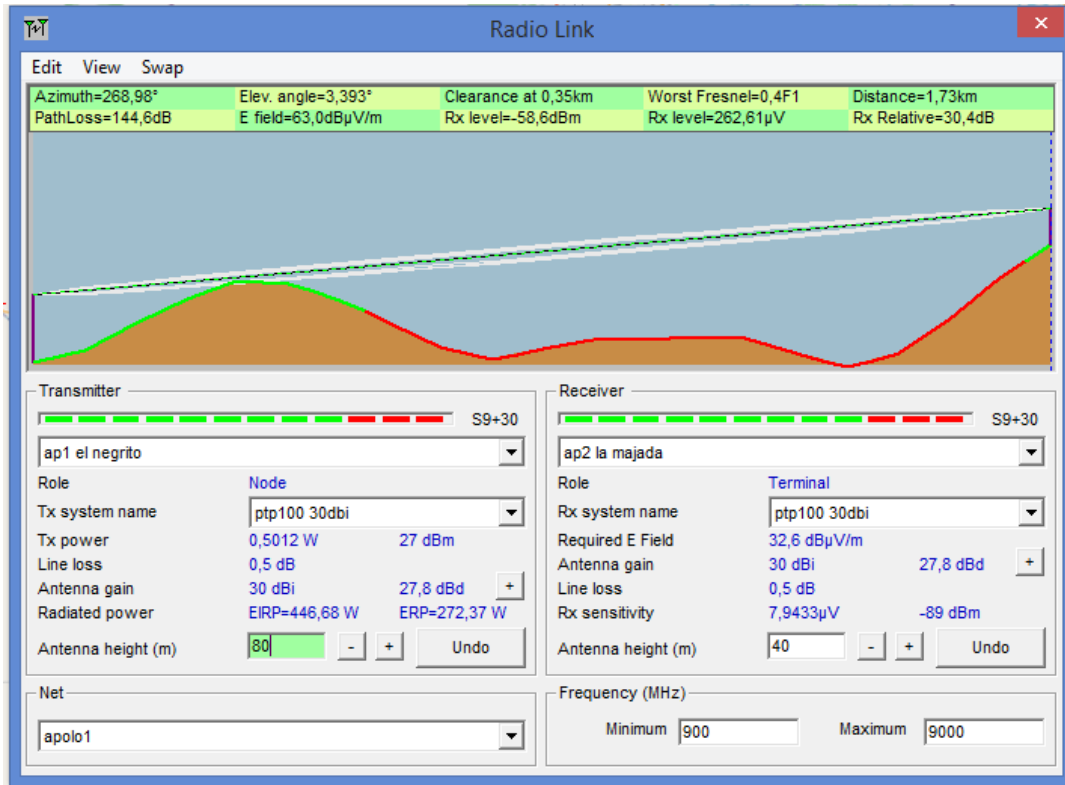 Radio Link
Edit View Swap
Azimuth=268,98° Elev. angle=3,393° Clearance at 0,35km Worst Fresnel=0,4F1 Distance=1,73km
PathLoss=144,6dB E field=63,0dBµV/m Rx level=-58,6dBm Rx level=262,61µV Rx Relative=30,4dB
Transmitter
S9+30
ap1 el negrito
Role Node
Tx system name ptp100 30dbi
Tx power 0,5012 W 27 dBm
Line loss 0,5 dB
Antenna gain 30 dBi 27,8 dBd +
Radiated power EIRP=446,68 W ERP=272,37 W
Antenna height (m) 80 - + Undo
Receiver
S9+30
ap2 la majada
Role Terminal
Rx system name ptp100 30dbi
Required E Field 32,6 dBµV/m
Antenna gain 30 dBi 27,8 dBd +
Line loss 0,5 dB
Rx sensitivity 7,9433µV -89 dBm
Antenna height (m) 40 - + Undo
Net
apolo1
Frequency (MHz)
Minimum 900 Maximum 9000